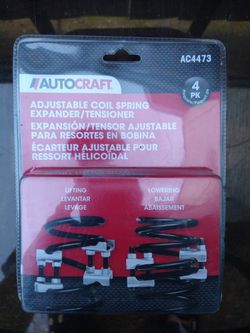 AC4473
AUTOCRAFT
4
PK
ADJUSTABLE COIL SPRING
EXPANDER/TENSIONER
EXPANSIÓN/TENSOR AJUSTABLE
PARA RESORTES EN BOBINA
ÉCARTEUR AJUSTABLE POUR
RESSORT HÉLICOÏDAL
LIFTING
LEVANTAR
LEVAGE
LOWERING
BAJAR
ABAISSEMENT